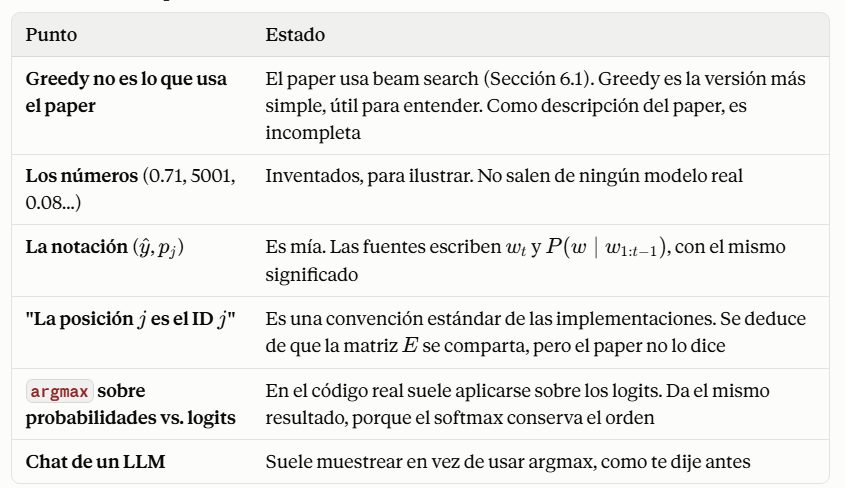 Punto Estado
Greedy no es lo que usa
el paper
El paper usa beam search (Sección 6.1). Greedy es la versión más
simple, útil para entender. Como descripción del paper, es
incompleta
Los números (0.71, 5001,
0.08...)
Inventados, para ilustrar. No salen de ningún modelo real
La notación (ŷ, p_j)
Es mía. Las fuentes escriben w_t y P(w | w_{1:t−1}), con el mismo
significado
"La posición j es el ID j"
Es una convención estándar de las implementaciones. Se deduce
de que la matriz E se comparta, pero el paper no lo dice
argmax sobre
probabilidades vs. logits
En el código real suele aplicarse sobre los logits. Da el mismo
resultado, porque el softmax conserva el orden
Chat de un LLM
Suele muestrear en vez de usar argmax, como te dije antes